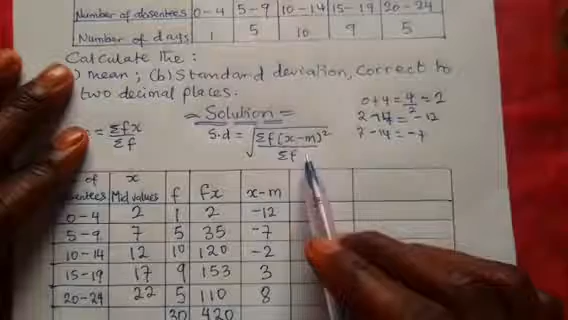 Number of absentees 0-4 5-9 10-14 15-19 20-24
Number of days 1 5 10 9 5
Calculate the :
) mean ; (b) Standard deviation, correct to
two decimal places.
Solution
0+4 = 4/2 = 2
2-14 = -12
7-14 = -7
= Σfx/Σf
S.d = √(Σf(x-m)²/Σf)
of x
entees Mid values f fx x-m
0-4 2 1 2 -12
5-9 7 5 35 -7
10-14 12 10 120 -2
15-19 17 9 153 3
20-24 22 5 110 8
30 420